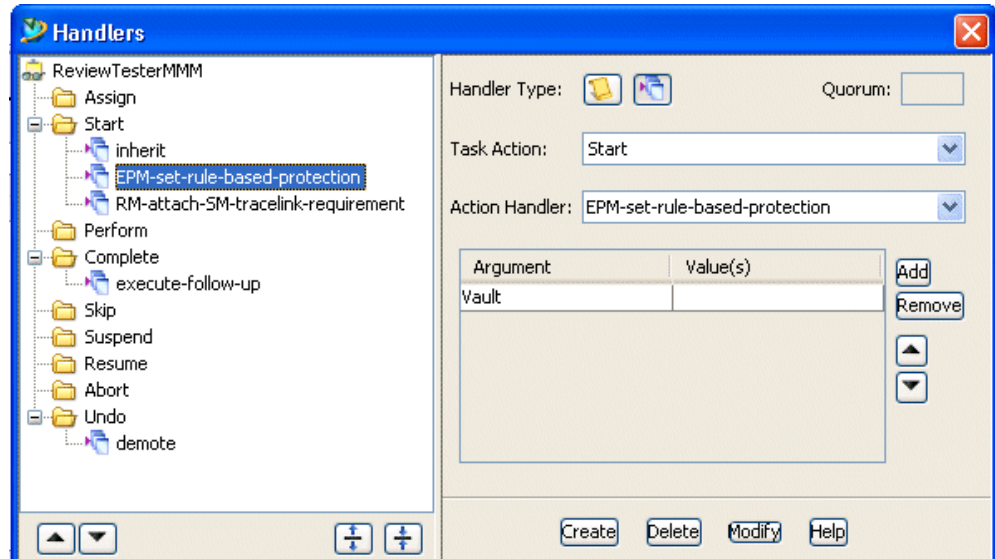 Handlers
ReviewTesterMMM
Assign
Start
inherit
EPM-set-rule-based-protection
RM-attach-SM-tracelink-requirement
Perform
Complete
execute-follow-up
Skip
Suspend
Resume
Abort
Undo
demote
Handler Type: Quorum:
Task Action: Start
Action Handler: EPM-set-rule-based-protection
Argument Value(s)
Vault
Add
Remove
Create Delete Modify Help